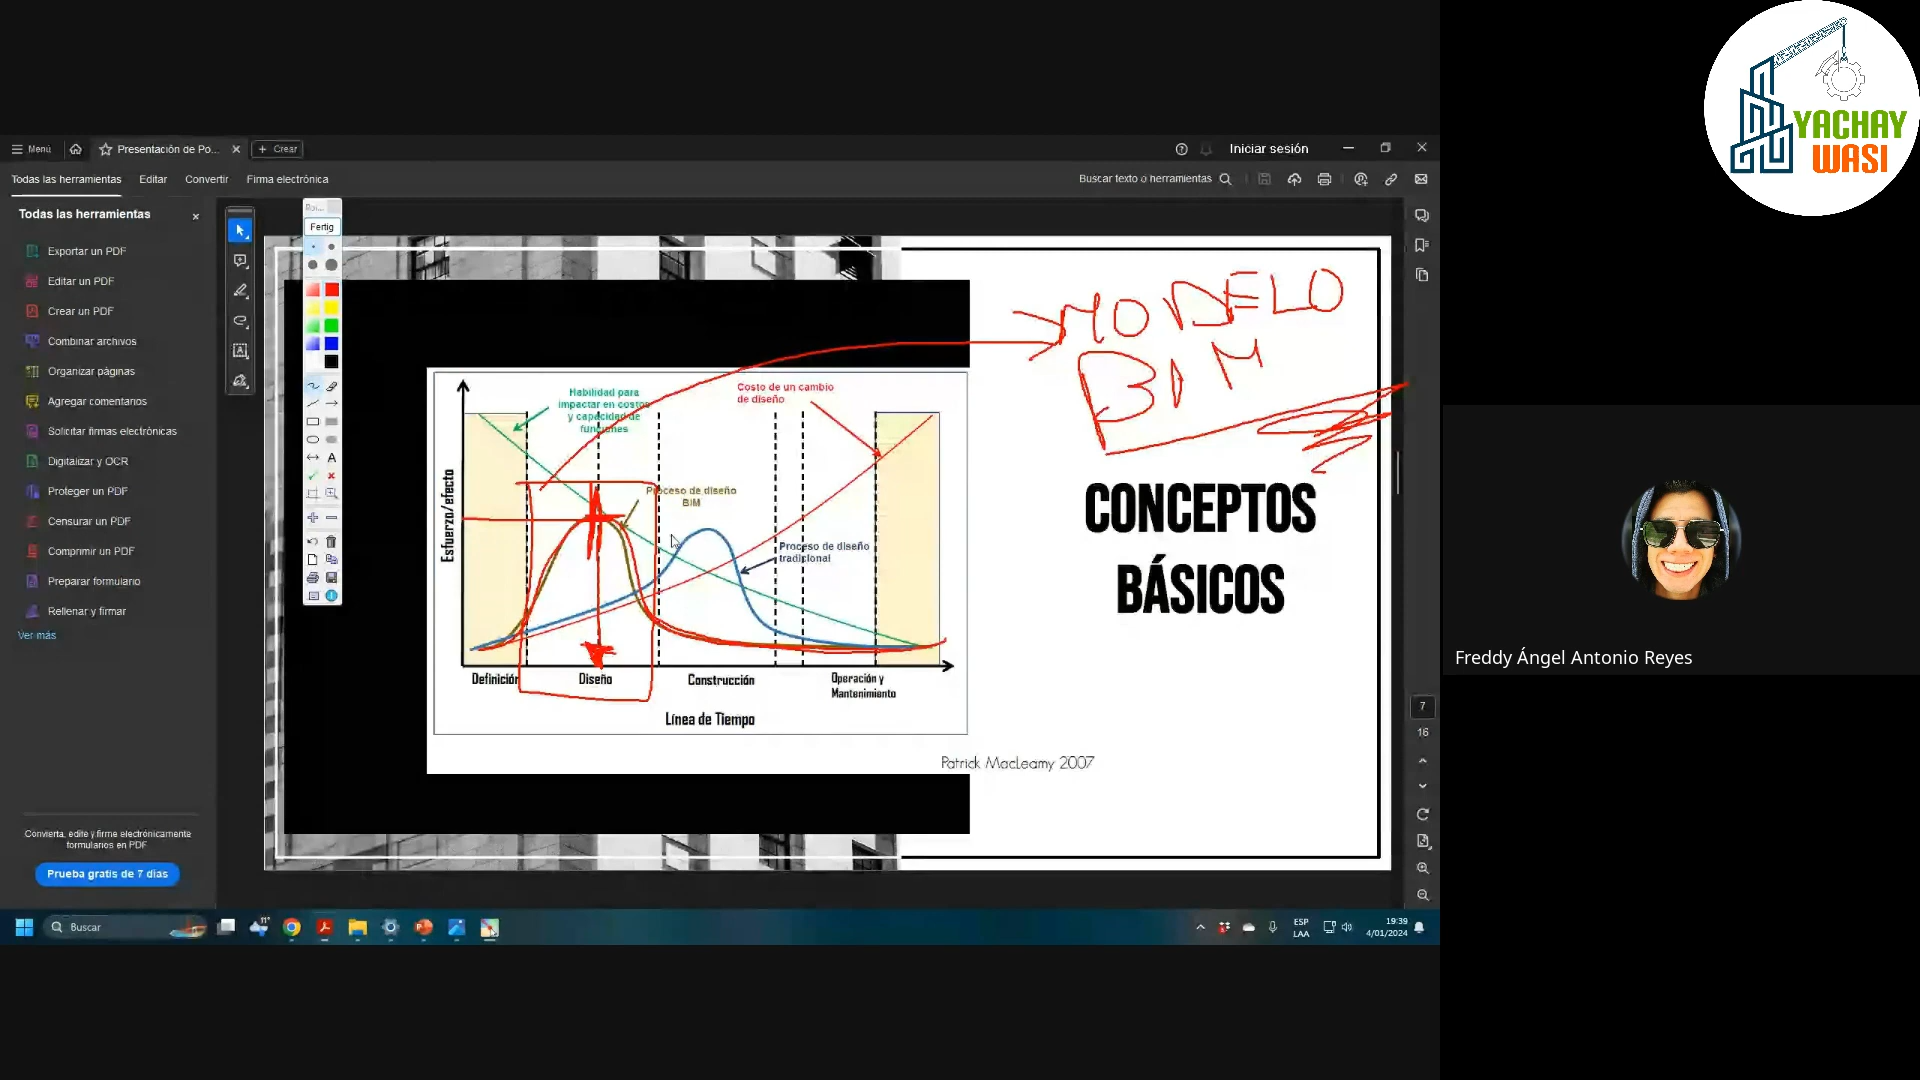 YACHAY
WASI
Menú
Presentación de Po...
Crear
Iniciar sesión
Todas las herramientas
Editar
Convertir
Firma electrónica
Buscar texto o herramientas
Todas las herramientas
Exportar un PDF
Editar un PDF
Crear un PDF
Combinar archivos
Organizar páginas
Agregar comentarios
Solicitar firmas electrónicas
Digitalizar y OCR
Proteger un PDF
Censurar un PDF
Comprimir un PDF
Preparar formulario
Rellenar y firmar
Ver más
Convierta, edite y firme electrónicamente
formularios en PDF
Prueba gratis de 7 días
Fertig
A
MODELO
BIM
Habilidad para
impactar en costos
y capacidad de
funciones
Costo de un cambio
de diseño
Proceso de diseño
BIM
Proceso de diseño
tradicional
Esfuerzo/efecto
Definición
Diseño
Construcción
Operación y
Mantenimiento
Línea de Tiempo
Patrick MacLeamy 2007
CONCEPTOS
BÁSICOS
7
16
Freddy Ángel Antonio Reyes
Buscar
11°
ESP
LAA
19:39
4/01/2024